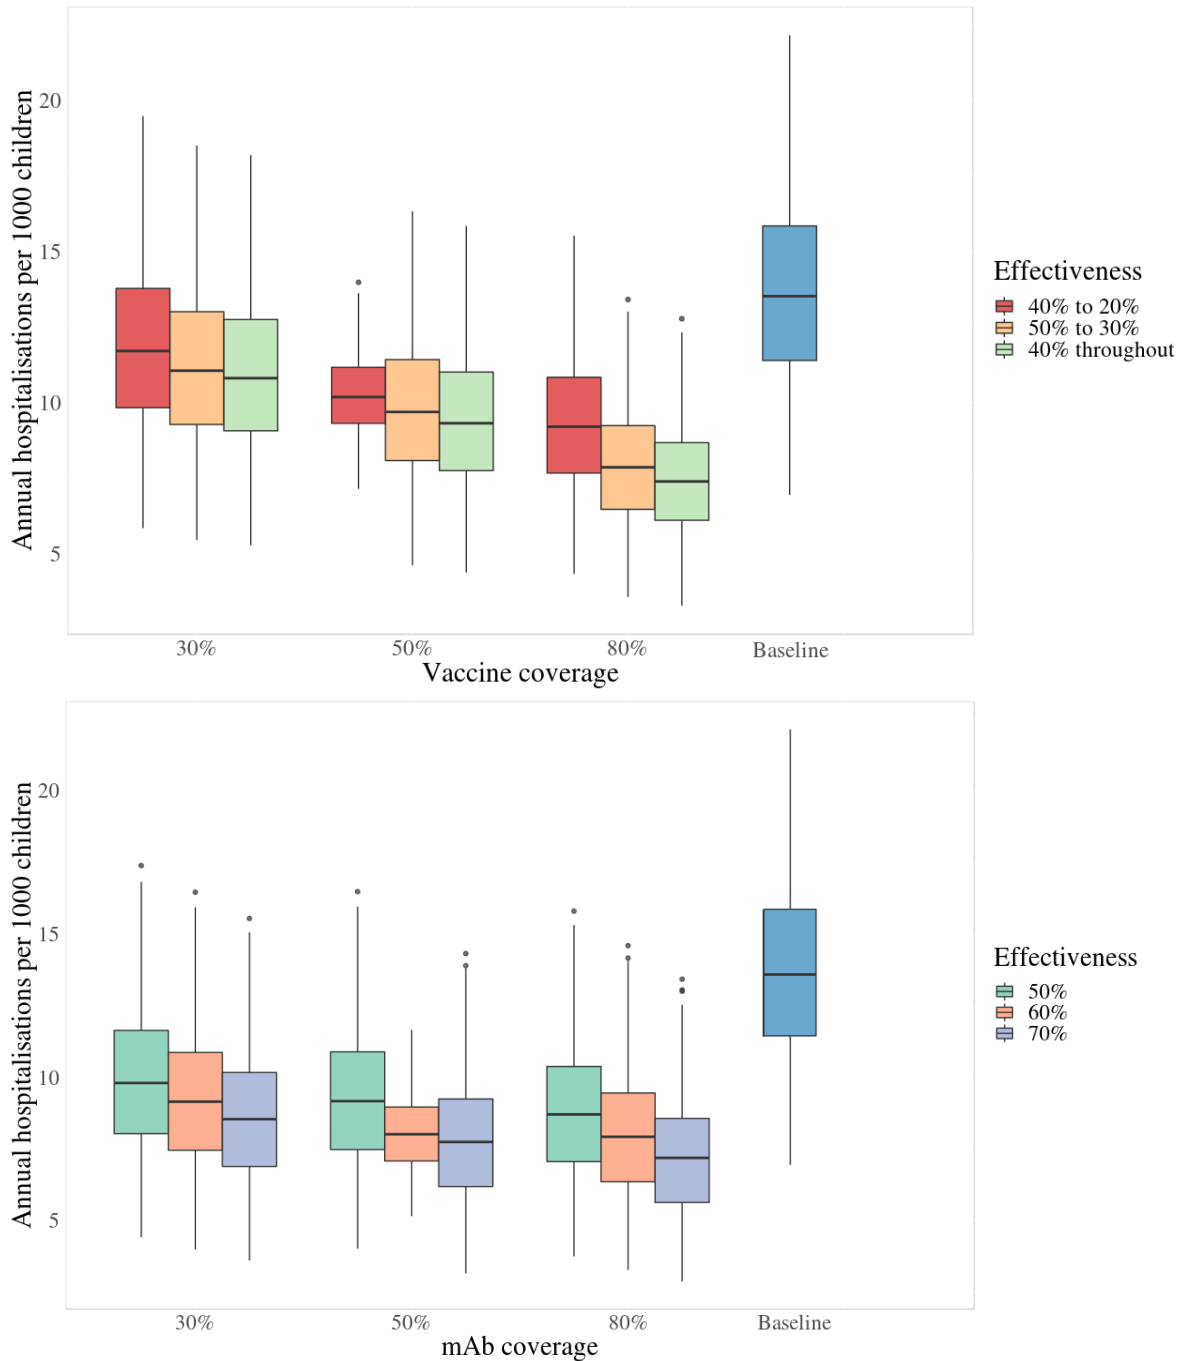 Annual hospitalisations per 1000 children
20
15
10
5
30%
50%
80%
Baseline
Vaccine coverage
Effectiveness
40% to 20%
50% to 30%
40% throughout
Annual hospitalisations per 1000 children
20
15
10
5
30%
50%
80%
Baseline
mAb coverage
Effectiveness
50%
60%
70%